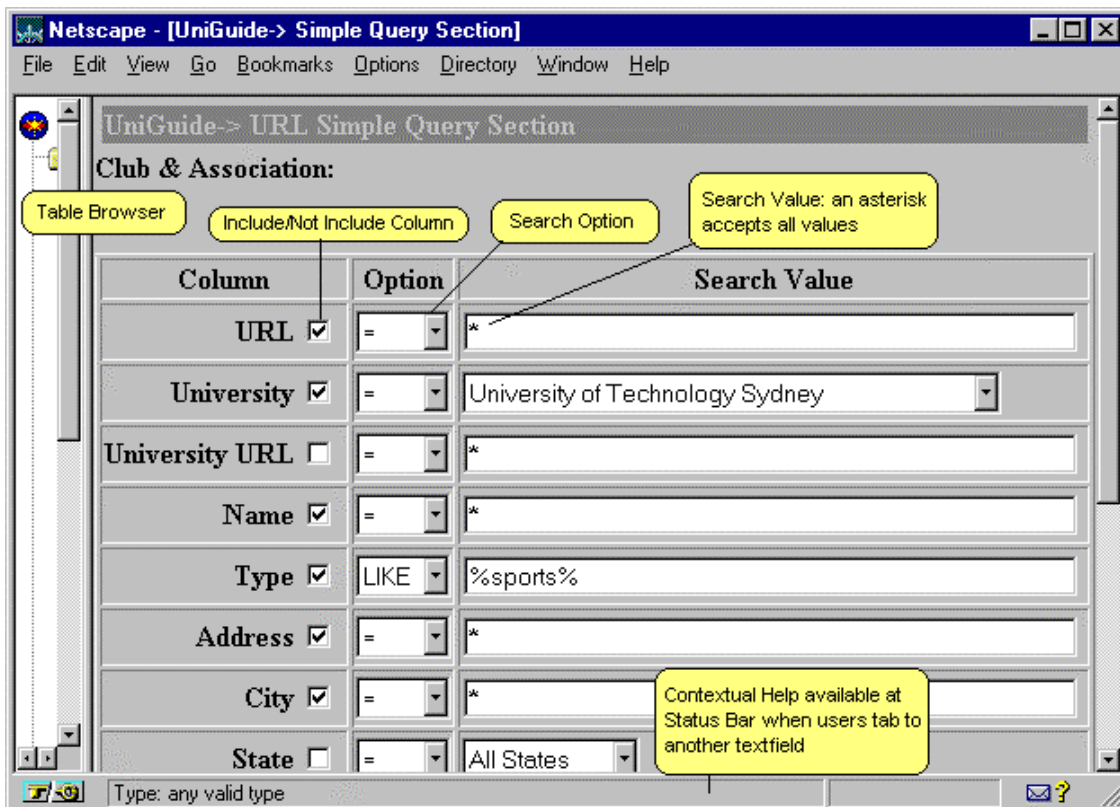 Netscape - [UniGuide-> Simple Query Section]
File Edit View Go Bookmarks Options Directory Window Help
UniGuide-> URL Simple Query Section
Club & Association:
Table Browser
Include/Not Include Column
Search Option
Search Value: an asterisk
accepts all values
Column Option Search Value
URL = *
University = University of Technology Sydney
University URL = *
Name = *
Type LIKE %sports%
Address = *
City = *
Contextual Help available at
Status Bar when users tab to
another textfield
State = All States
Type: any valid type